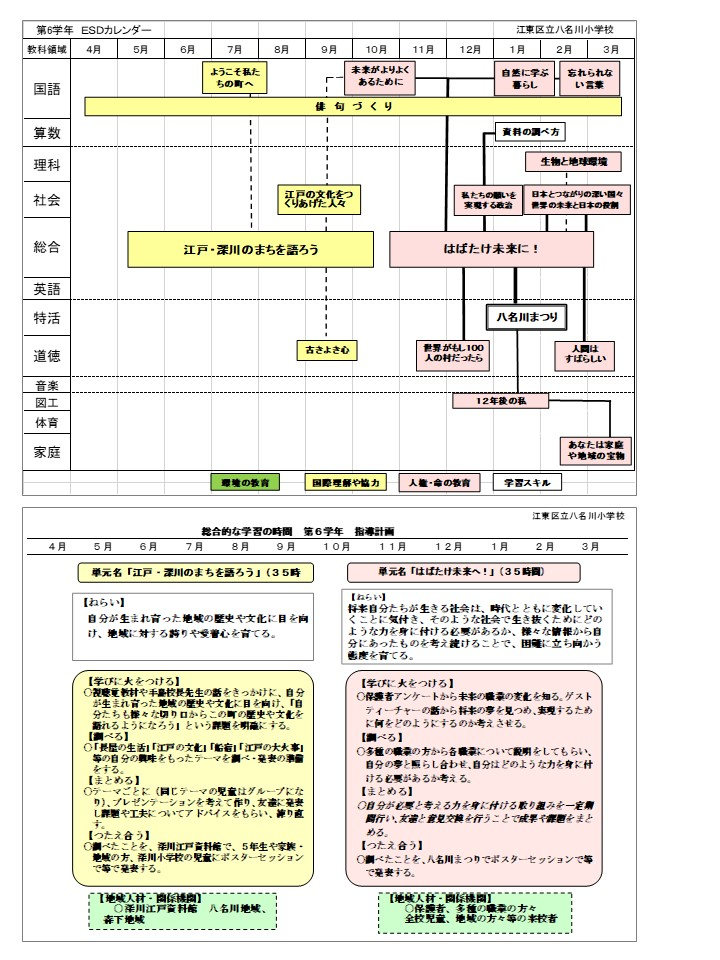 第6学年 ESDカレンダー
江東区立八名川小学校
教科領域 4月 5月 6月 7月 8月 9月 10月 11月 12月 1月 2月 3月
国語
ようこそ私た
ちの町へ
未来がよりよく
あるために
自然に学ぶ
暮らし
忘れられな
い言葉
俳 句 づ く り
算数
資料の調べ方
理科
生物と地球環境
社会
江戸の文化をつ
くりあげた人々
私たちの願いを
実現する政治
日本とつながりの深い国々
世界の未来と日本の役割
総合
江戸・深川のまちを語ろう
はばたけ未来に！
英語
特活
八名川まつり
道徳
古きよき心
世界がもし100
人の村だったら
人間は
すばらしい
音楽
図工
12年後の私
体育
家庭
あなたは家庭
や地域の宝物
環境の教育
国際理解や協力
人権・命の教育
学習スキル
江東区立八名川小学校
総合的な学習の時間 第６学年 指導計画
４月 ５月 ６月 ７月 ８月 ９月 １０月 １１月 １２月 １月 ２月 ３月
単元名「江戸・深川のまちを語ろう」（３５時
【ねらい】
自分が生まれ育った地域の歴史や文化に目を向
け、地域に対する誇りや愛着心を育てる。
【学びに火をつける】
○視聴覚教材や手島校長先生の話をきっかけに、自分
が生まれ育った地域の歴史や文化に目を向け、「自
分たちも様々な切り口からこの町の歴史や文化を
語れるようになろう」という課題を明確にする。
【調べる】
○「長屋の生活」「江戸の文化」「船宿」「江戸の大火事」
等の自分の興味をもったテーマを調べ・発表の準備
をする。
【まとめる】
○テーマごとに（同じテーマの児童はグループにな
り）、プレゼンテーションを考えて作り、友達に発表
し課題や工夫についてアドバイスをもらい、練り直
す。
【つたえ合う】
○調べたことを、深川江戸資料館で、５年生や家族・
地域の方、深川小学校の児童にポスターセッション
で等で発表する。
【地域人材・関係機関】
○深川江戸資料館 八名川地域、
森下地域
単元名「はばたけ未来へ！」（３５時間）
【ねらい】
将来自分たちが生きる社会は、時代とともに変化してい
くことに気付き、そのような社会で生き抜くためにどの
ような力を身に付ける必要があるか、様々な情報から自
分にあったものを考え続けることで、困難に立ち向かう
態度を育てる。
【学びに火をつける】
○保護者アンケートから未来の職業の変化を知る。ゲスト
ティーチャーの話から将来の夢を見つめ、実現するため
に何をどのようにするのか考えさせる。
【調べる】
○多種の職業の方から各職業について説明をしてもらい、
自分の夢と照らし合わせ、自分はどのような力を身に付
ける必要があるか考える。
【まとめる】
○自分が必要と考える力を身に付ける取り組みを一定期
間行い、友達と意見交換を行うことで成果や課題をまと
める。
【つたえ合う】
○調べたことを、八名川まつりでポスターセッションで等
で発表する。
【地域人材・関係機関】
○保護者、多種の職業の方々
全校児童、地域の方々等の来校者